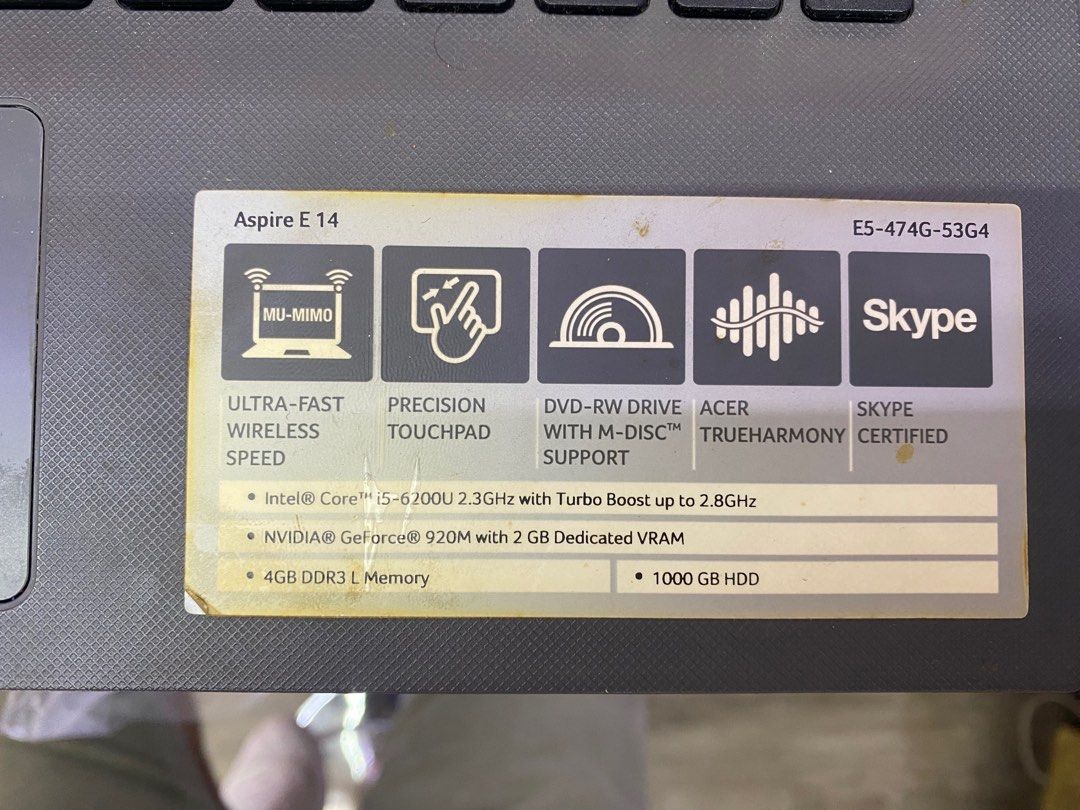 Aspire E 14
E5-474G-53G4
MU-MIMO
Skype
ULTRA-FAST
WIRELESS
SPEED
PRECISION
TOUCHPAD
DVD-RW DRIVE
WITH M-DISC™
SUPPORT
ACER
TRUEHARMONY
SKYPE
CERTIFIED
• Intel® Core™ i5-6200U 2.3GHz with Turbo Boost up to 2.8GHz
• NVIDIA® GeForce® 920M with 2 GB Dedicated VRAM
• 4GB DDR3 L Memory
• 1000 GB HDD